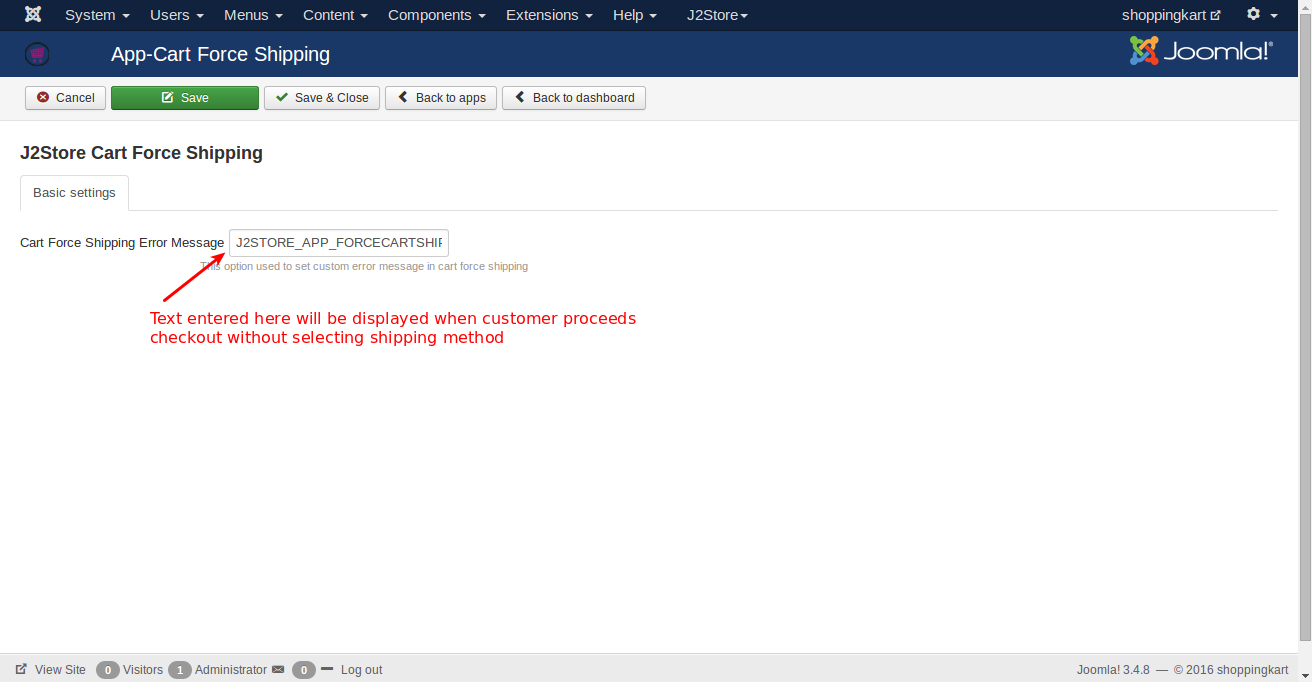 System Users Menus Content Components Extensions Help J2Store shoppingkart
App-Cart Force Shipping Joomla!®
Cancel Save Save & Close Back to apps Back to dashboard
J2Store Cart Force Shipping
Basic settings
Cart Force Shipping Error Message J2STORE_APP_FORCECARTSHIP
This option used to set custom error message in cart force shipping
Text entered here will be displayed when customer proceeds
checkout without selecting shipping method
View Site 0 Visitors 1 Administrator 0 Log out Joomla! 3.4.8 — © 2016 shoppingkart